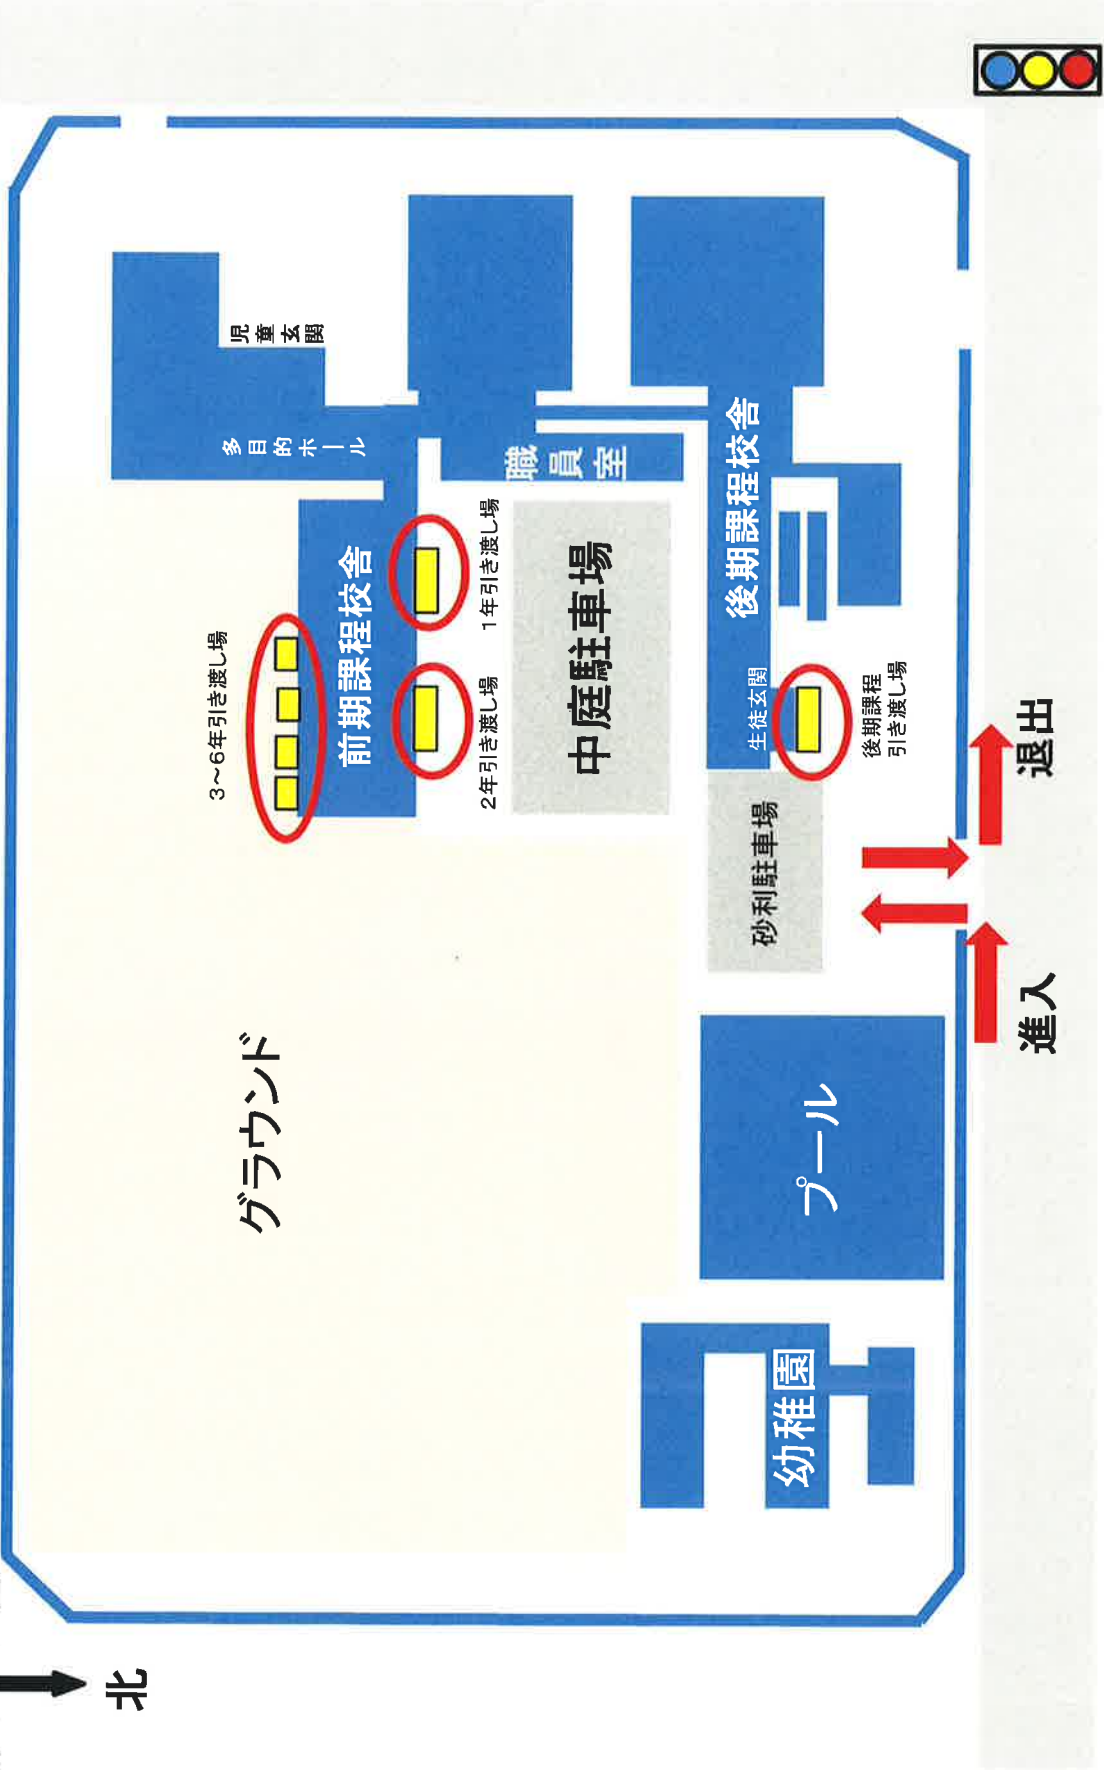 北
グラウンド
3～6年引き渡し場
児童玄関
多目的ホール
前期課程校舎
2年引き渡し場
1年引き渡し場
職員室
中庭駐車場
後期課程校舎
生徒玄関
砂利駐車場
後期課程
引き渡し場
プール
幼稚園
進入
退出